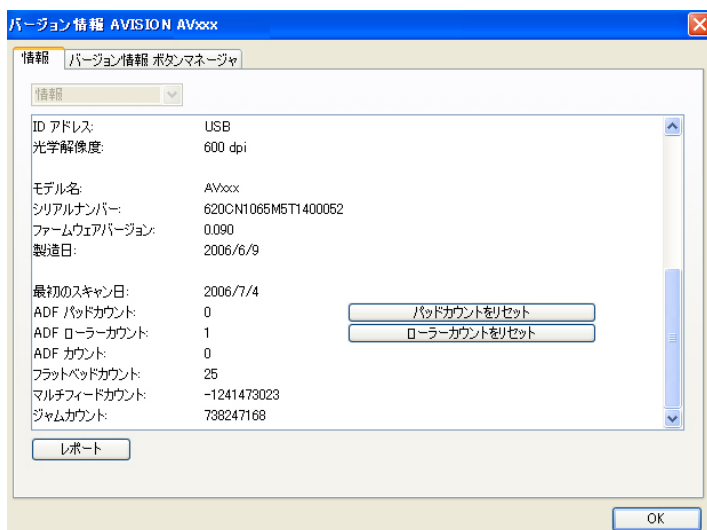 バージョン情報 AVISION AVxxx
情報 バージョン情報 ボタンマネージャ
情報
ID アドレス: USB
光学解像度: 600 dpi
モデル名: AVxxx
シリアルナンバー: 620CN1065M5T1400052
ファームウェアバージョン: 0.090
製造日: 2006/6/9
最初のスキャン日: 2006/7/4
ADF パッドカウント: 0 パッドカウントをリセット
ADF ローラーカウント: 1 ローラーカウントをリセット
ADF カウント: 0
フラットベッドカウント: 25
マルチフィードカウント: -1241473023
ジャムカウント: 738247168
レポート
OK